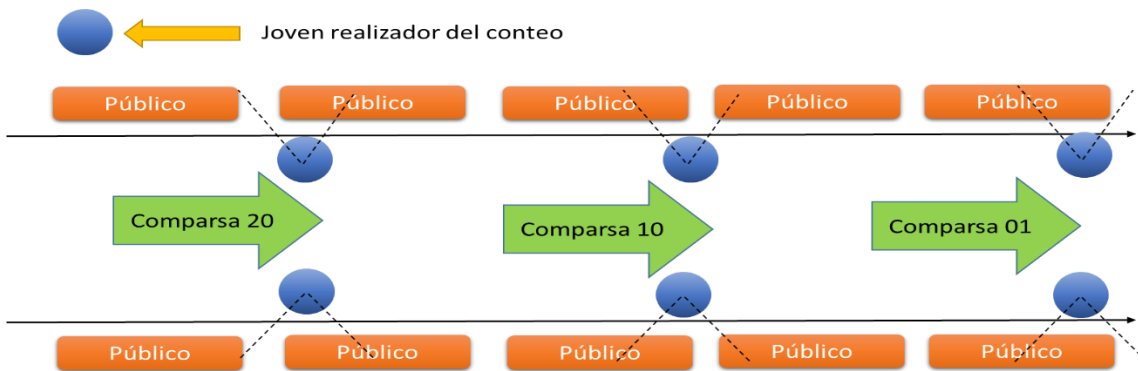 Joven realizador del conteo
Público Público Público Público Público
Comparsa 20 Comparsa 10 Comparsa 01
Público Público Público Público Público